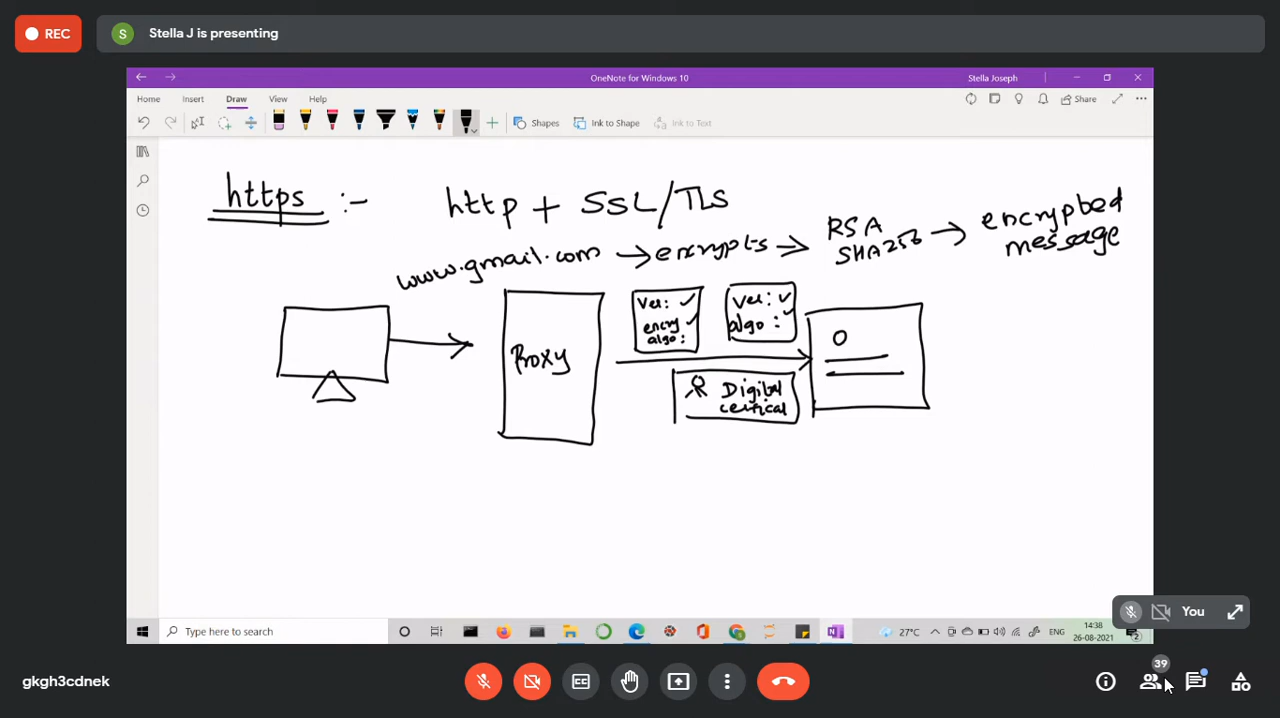 REC
S Stella J is presenting
OneNote for Windows 10
Stella Joseph
Home Insert Draw View Help
Share
Shapes Ink to Shape Ink to Text
https :- http + SSL/TLS
www.gmail.com → encrypts → RSA SHA256 → encrypted message
Proxy
Ver: ✓
encry ✓
algo:
Ver: ✓
algo: ✓
Digital
O
You
Type here to search
27°C
ENG
14:38
26-08-2021
2
39
gkgh3cdnek
CC